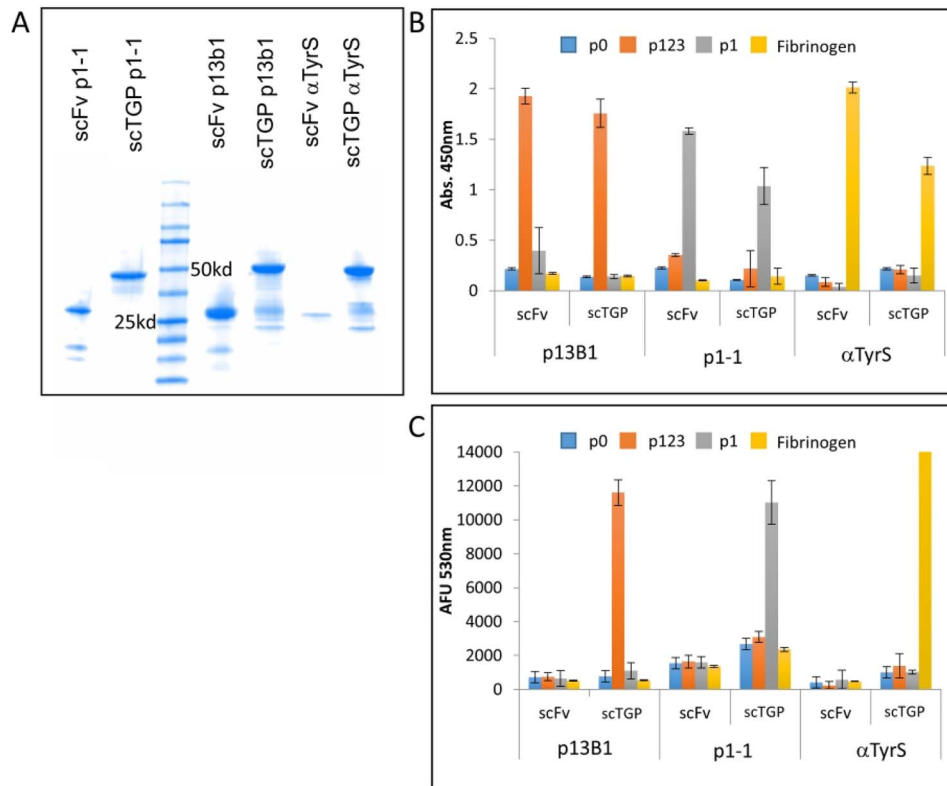 A
scFv p1-1
scTGP p1-1
scFv p13b1
scTGP p13b1
scFv αTyrS
scTGP αTyrS
50kd
25kd
B
p0 p123 p1 Fibrinogen
Abs. 450nm
2.5
2
1.5
1
0.5
0
scFv scTGP scFv scTGP scFv scTGP
p13B1 p1-1 αTyrS
C
p0 p123 p1 Fibrinogen
AFU 530nm
14000
12000
10000
8000
6000
4000
2000
0
scFv scTGP scFv scTGP scFv scTGP
p13B1 p1-1 αTyrS